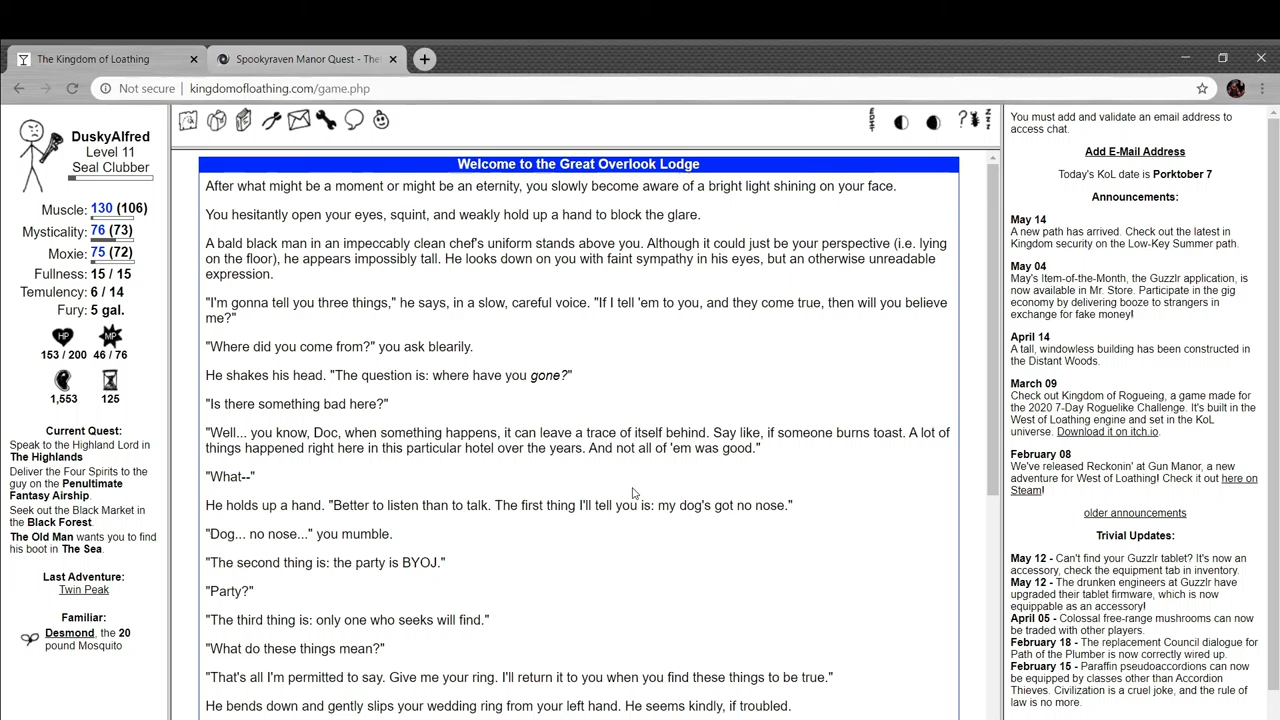 The Kingdom of Loathing
Spookyraven Manor Quest - The
Not secure
kingdomofloathing.com/game.php
DuskyAlfred
Level 11
Seal Clubber
Muscle: 130 (106)
Mysticality: 76 (73)
Moxie: 75 (72)
Fullness: 15 / 15
Temulency: 6 / 14
Fury: 5 gal.
HP
MP
153 / 200
46 / 76
1,553
125
Current Quest:
Speak to the Highland Lord in
The Highlands
Deliver the Four Spirits to the
guy on the Penultimate
Fantasy Airship.
Seek out the Black Market in
the Black Forest.
The Old Man wants you to find
his boot in The Sea.
Last Adventure:
Twin Peak
Familiar:
Desmond, the 20
pound Mosquito
EDIT
?
Z
z
z
Welcome to the Great Overlook Lodge
After what might be a moment or might be an eternity, you slowly become aware of a bright light shining on your face.
You hesitantly open your eyes, squint, and weakly hold up a hand to block the glare.
A bald black man in an impeccably clean chef's uniform stands above you. Although it could just be your perspective (i.e. lying
on the floor), he appears impossibly tall. He looks down on you with faint sympathy in his eyes, but an otherwise unreadable
expression.
"I'm gonna tell you three things," he says, in a slow, careful voice. "If I tell 'em to you, and they come true, then will you believe
me?"
"Where did you come from?" you ask blearily.
He shakes his head. "The question is: where have you gone?"
"Is there something bad here?"
"Well... you know, Doc, when something happens, it can leave a trace of itself behind. Say like, if someone burns toast. A lot of
things happened right here in this particular hotel over the years. And not all of 'em was good."
"What--"
He holds up a hand. "Better to listen than to talk. The first thing I'll tell you is: my dog's got no nose."
"Dog... no nose..." you mumble.
"The second thing is: the party is BYOJ."
"Party?"
"The third thing is: only one who seeks will find."
"What do these things mean?"
"That's all I'm permitted to say. Give me your ring. I'll return it to you when you find these things to be true."
He bends down and gently slips your wedding ring from your left hand. He seems kindly, if troubled.
You must add and validate an email address to
access chat.
Add E-Mail Address
Today's KoL date is Porktober 7
Announcements:
May 14
A new path has arrived. Check out the latest in
Kingdom security on the Low-Key Summer path.
May 04
May's Item-of-the-Month, the Guzzlr application, is
now available in Mr. Store. Participate in the gig
economy by delivering booze to strangers in
exchange for fake money!
April 14
A tall, windowless building has been constructed in
the Distant Woods.
March 09
Check out Kingdom of Rogueing, a game made for
the 2020 7-Day Roguelike Challenge. It's built in the
West of Loathing engine and set in the KoL
universe. Download it on itch.io.
February 08
We've released Reckonin' at Gun Manor, a new
adventure for West of Loathing! Check it out here on
Steam!
older announcements
Trivial Updates:
May 12 - Can't find your Guzzlr tablet? It's now an
accessory, check the equipment tab in inventory.
May 12 - The drunken engineers at Guzzlr have
upgraded their tablet firmware, which is now
equippable as an accessory!
April 05 - Colossal free-range mushrooms can now
be traded with other players.
February 18 - The replacement Council dialogue for
Path of the Plumber is now correctly wired up.
February 15 - Paraffin pseudoaccordions can now
be equipped by classes other than Accordion
Thieves. Civilization is a cruel joke, and the rule of
law is no more.